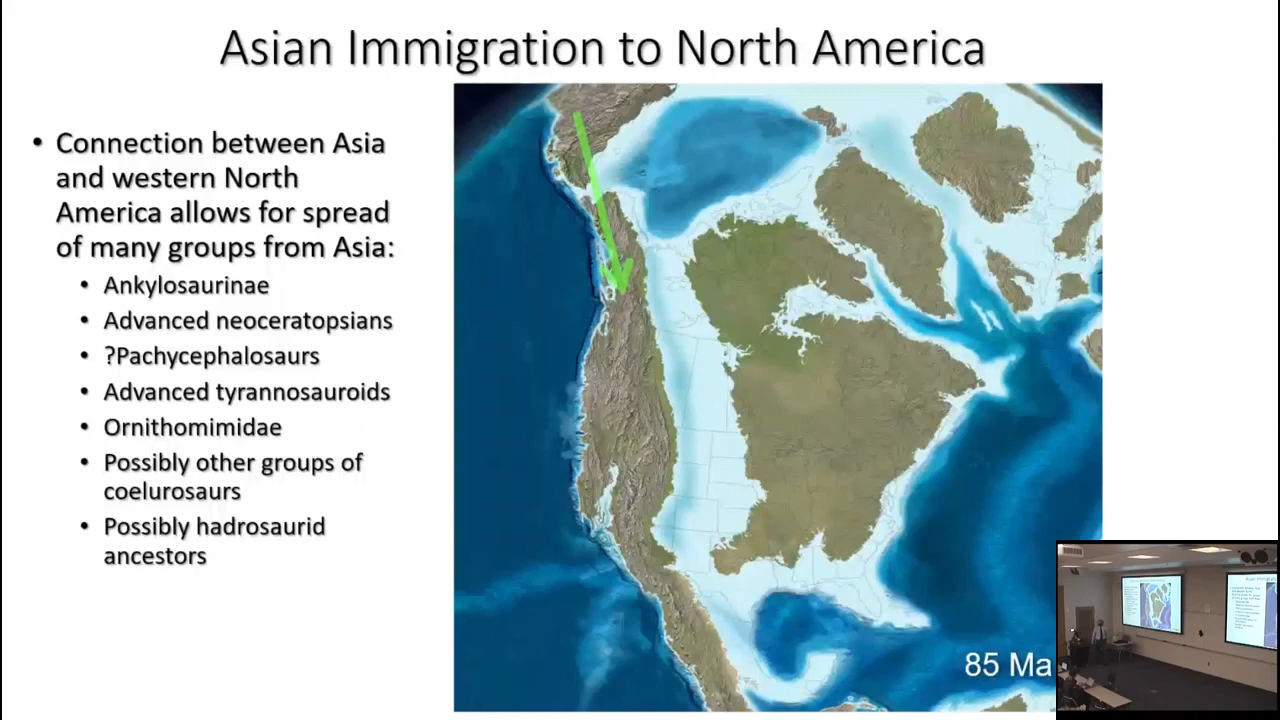 Asian Immigration to North America
• Connection between Asia
and western North
America allows for spread
of many groups from Asia:
• Ankylosaurinae
• Advanced neoceratopsians
• ?Pachycephalosaurs
• Advanced tyrannosauroids
• Ornithomimidae
• Possibly other groups of
coelurosaurs
• Possibly hadrosaurid
ancestors
85 Ma